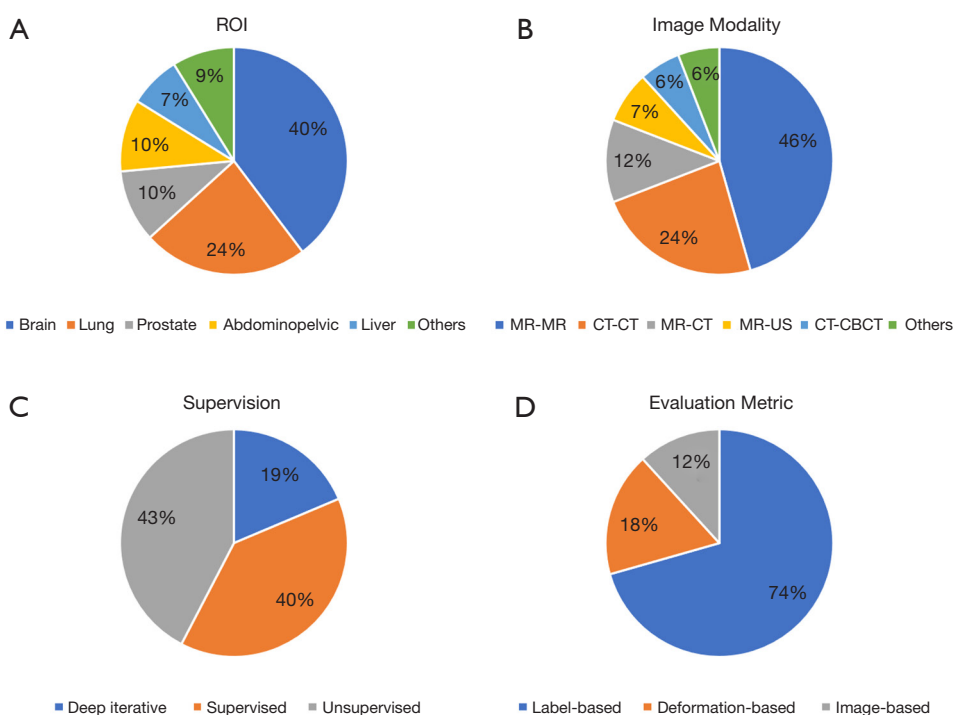 A
ROI
9%
7%
40%
10%
10%
24%
Brain Lung Prostate Abdominopelvic Liver Others
B
Image Modality
6%
6%
7%
46%
12%
24%
MR-MR CT-CT MR-CT MR-US CT-CBCT Others
C
Supervision
19%
43%
40%
Deep iterative Supervised Unsupervised
D
Evaluation Metric
12%
18%
74%
Label-based Deformation-based Image-based